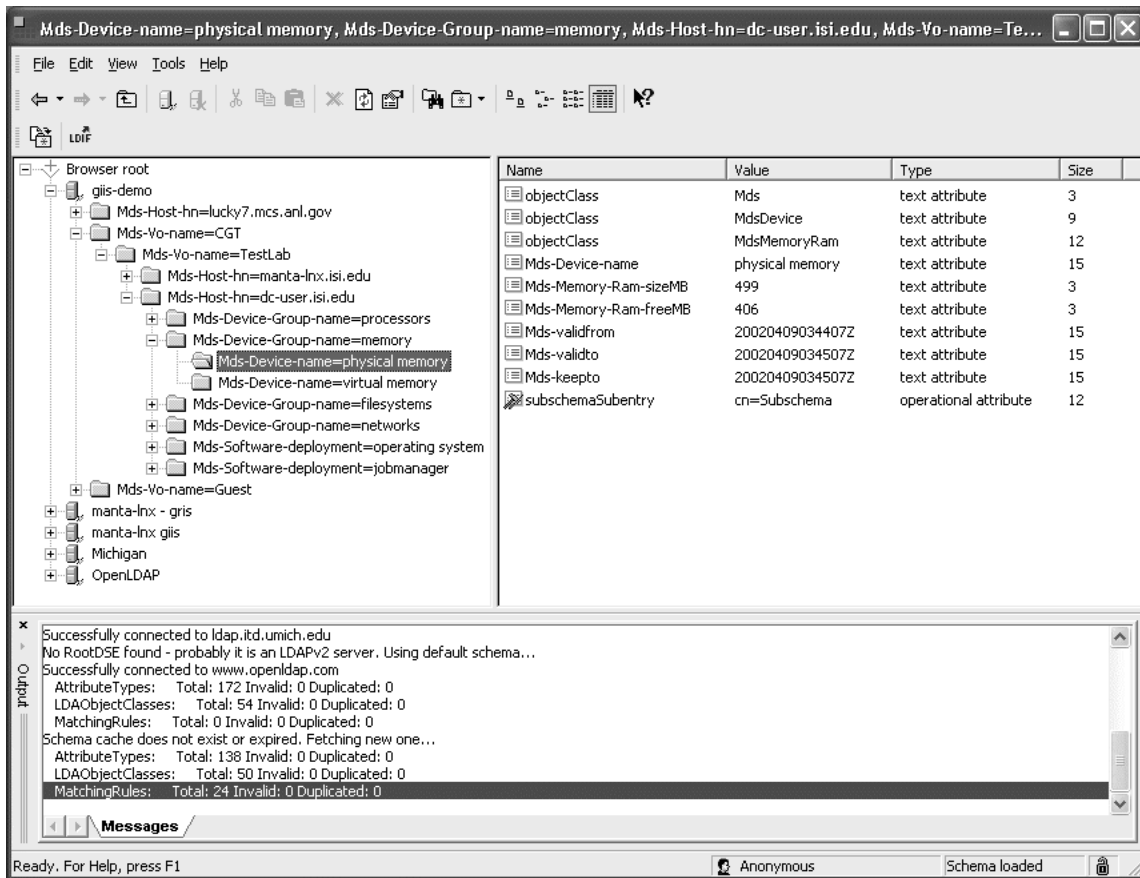 Mds-Device-name=physical memory, Mds-Device-Group-name=memory, Mds-Host-hn=dc-user.isi.edu, Mds-Vo-name=Te...
File Edit View Tools Help
LDIF
Browser root
giis-demo
Mds-Host-hn=lucky7.mcs.anl.gov
Mds-Vo-name=CGT
Mds-Vo-name=TestLab
Mds-Host-hn=manta-lnx.isi.edu
Mds-Host-hn=dc-user.isi.edu
Mds-Device-Group-name=processors
Mds-Device-Group-name=memory
Mds-Device-name=physical memory
Mds-Device-name=virtual memory
Mds-Device-Group-name=filesystems
Mds-Device-Group-name=networks
Mds-Software-deployment=operating system
Mds-Software-deployment=jobmanager
Mds-Vo-name=Guest
manta-lnx - gris
manta-lnx giis
Michigan
OpenLDAP
Name Value Type Size
objectClass Mds text attribute 3
objectClass MdsDevice text attribute 9
objectClass MdsMemoryRam text attribute 12
Mds-Device-name physical memory text attribute 15
Mds-Memory-Ram-sizeMB 499 text attribute 3
Mds-Memory-Ram-freeMB 406 text attribute 3
Mds-validfrom 20020409034407Z text attribute 15
Mds-validto 20020409034507Z text attribute 15
Mds-keepto 20020409034507Z text attribute 15
subschemaSubentry cn=Subschema operational attribute 12
Output
Successfully connected to ldap.itd.umich.edu
No RootDSE found - probably it is an LDAPv2 server. Using default schema...
Successfully connected to www.openldap.com
AttributeTypes: Total: 172 Invalid: 0 Duplicated: 0
LDAObjectClasses: Total: 54 Invalid: 0 Duplicated: 0
MatchingRules: Total: 0 Invalid: 0 Duplicated: 0
Schema cache does not exist or expired. Fetching new one...
AttributeTypes: Total: 138 Invalid: 0 Duplicated: 0
LDAObjectClasses: Total: 50 Invalid: 0 Duplicated: 0
MatchingRules: Total: 24 Invalid: 0 Duplicated: 0
Messages
Ready. For Help, press F1 Anonymous Schema loaded